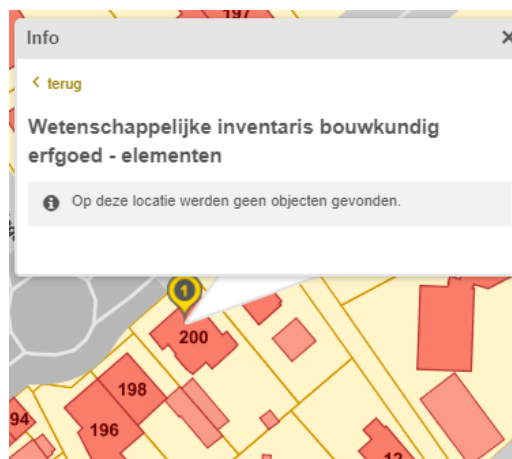 197
Info
terug
Wetenschappelijke inventaris bouwkundig
erfgoed - elementen
Op deze locatie werden geen objecten gevonden.
1
200
198
94
196
12